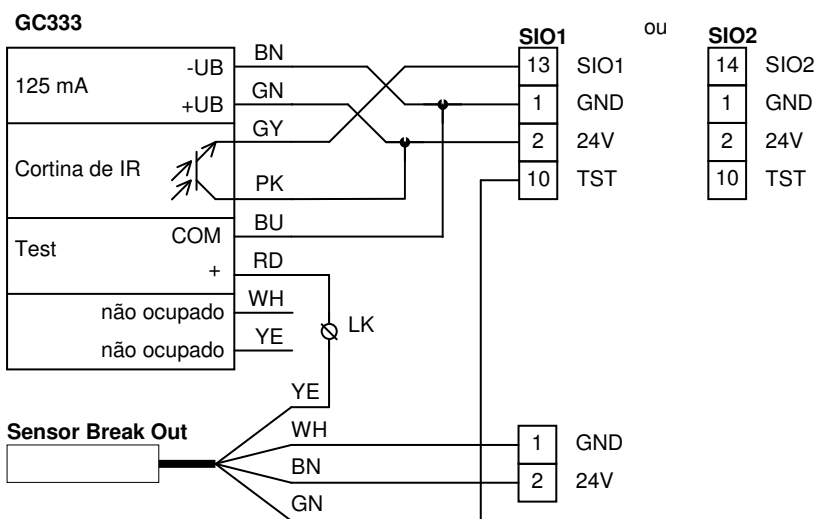 GC333
125 mA
-UB
BN
+UB
GN
GY
Cortina de IR
PK
Test
COM
BU
+
RD
não ocupado
WH
não ocupado
YE
LK
SIO1
13 SIO1
1 GND
2 24V
10 TST
ou
SIO2
14 SIO2
1 GND
2 24V
10 TST
Sensor Break Out
YE
WH
BN
GN
1 GND
2 24V